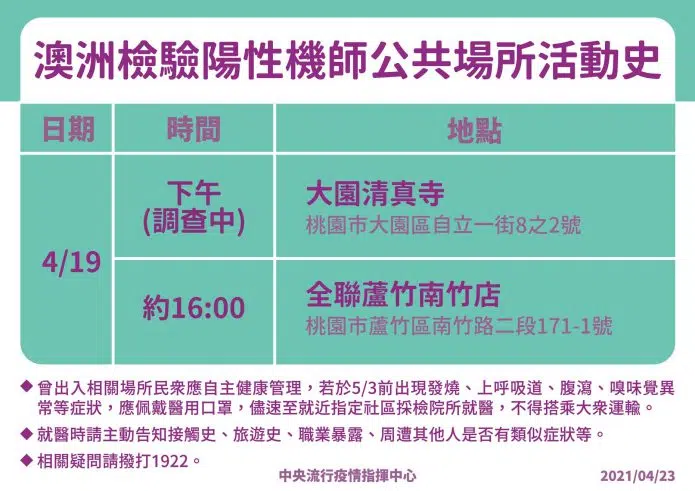 澳洲檢驗陽性機師公共場所活動史
日期 時間 地點
4/19
下午
(調查中)
大園清真寺
桃園市大園區自立一街8之2號
約16:00
全聯蘆竹南竹店
桃園市蘆竹區南竹路二段171-1號
◆曾出入相關場所民眾應自主健康管理，若於5/3前出現發燒、上呼吸道、腹瀉、嗅味覺異
常等症狀，應佩戴醫用口罩，儘速至就近指定社區採檢院所就醫，不得搭乘大眾運輸。
◆就醫時請主動告知接觸史、旅遊史、職業暴露、周遭其他人是否有類似症狀等。
◆相關疑問請撥打1922。
中央流行疫情指揮中心 2021/04/23